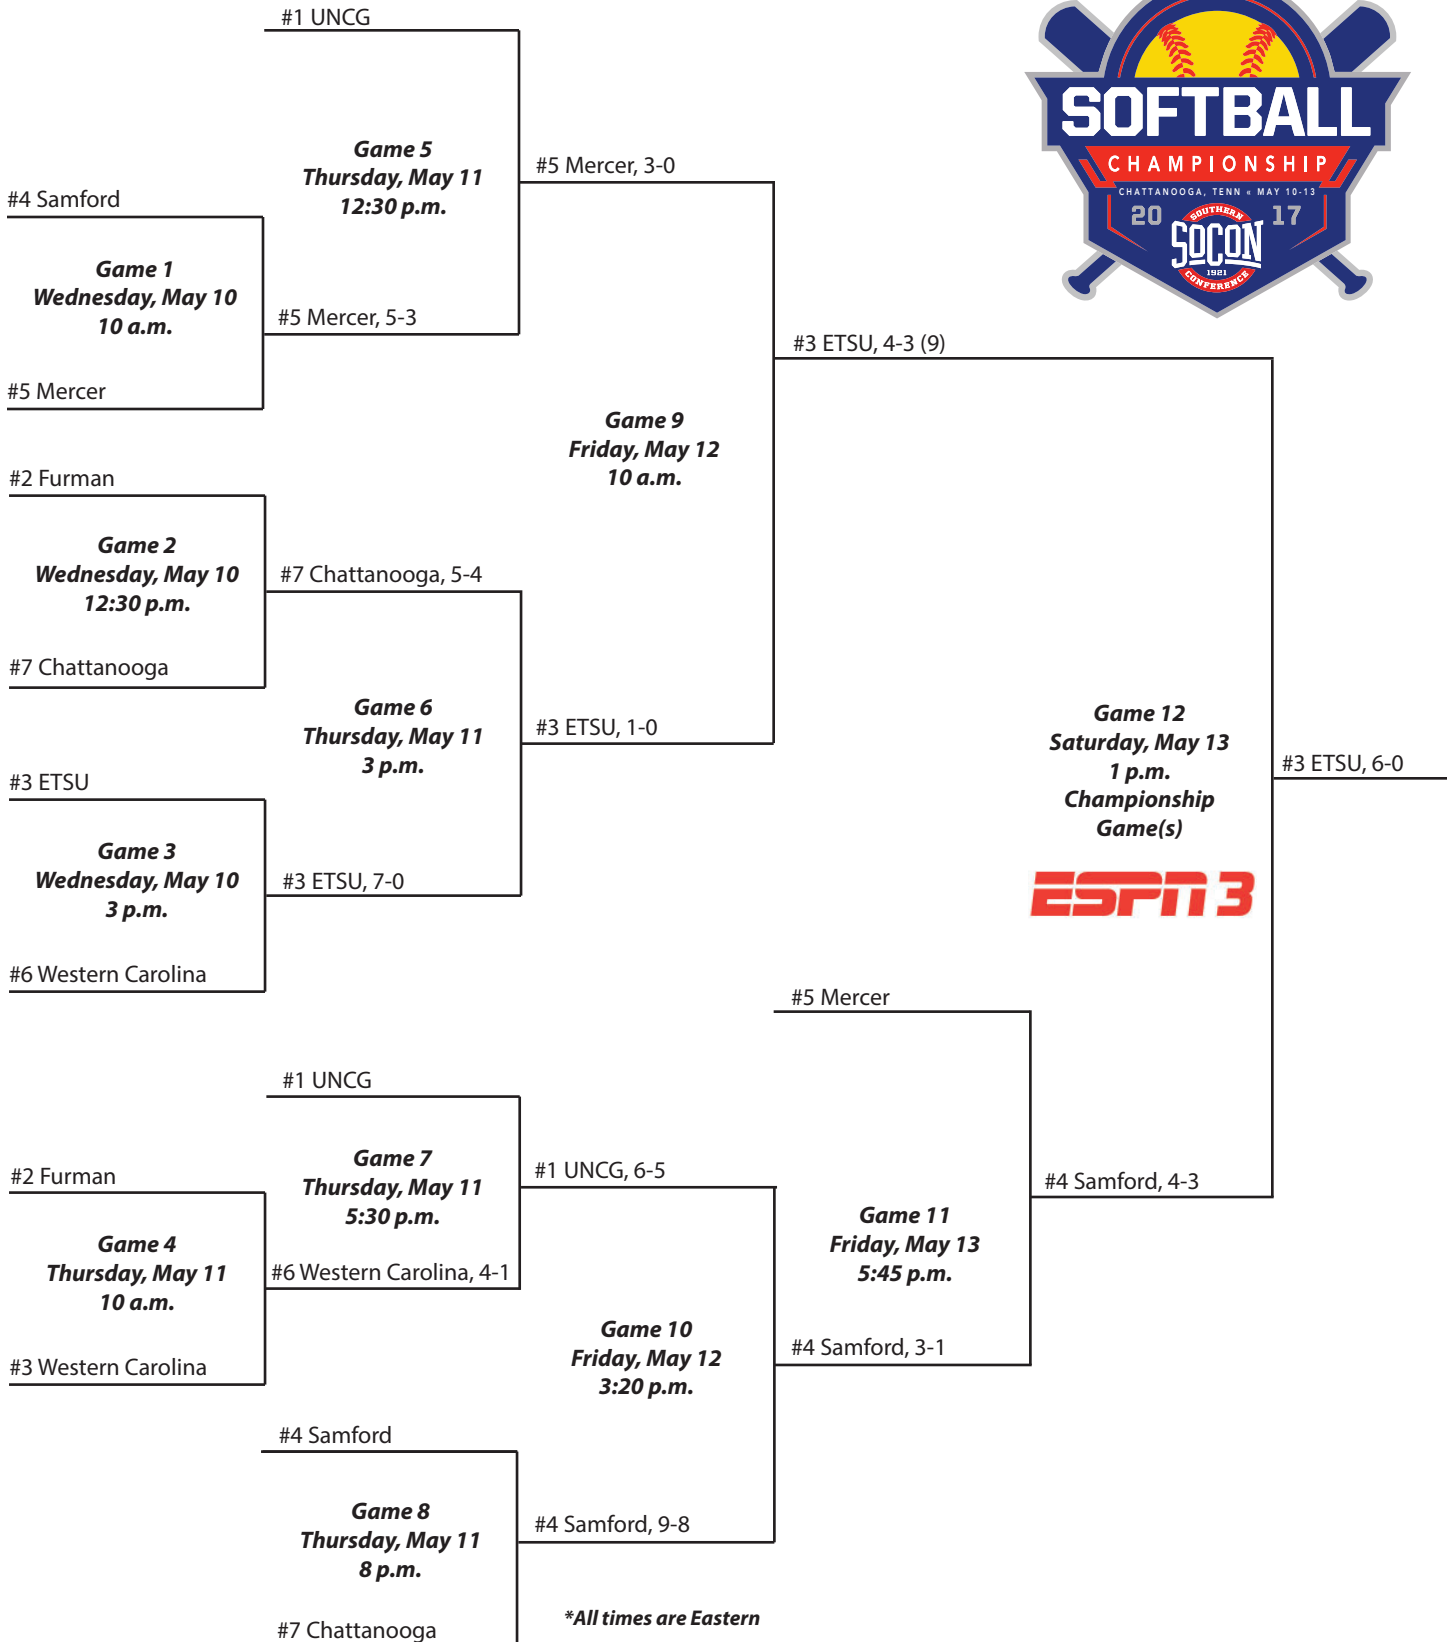 #1 UNCG
SOFTBALL
CHAMPIONSHIP
CHATTANOOGA, TENN « MAY 10-13
20 17
SOUTHERN
SOCON
1921
CONFERENCE
Game 5
Thursday, May 11
12:30 p.m.
#5 Mercer, 3-0
#4 Samford
Game 1
Wednesday, May 10
10 a.m.
#5 Mercer, 5-3
#5 Mercer
#3 ETSU, 4-3 (9)
Game 9
Friday, May 12
10 a.m.
#2 Furman
Game 2
Wednesday, May 10
12:30 p.m.
#7 Chattanooga, 5-4
#7 Chattanooga
Game 6
Thursday, May 11
3 p.m.
#3 ETSU, 1-0
#3 ETSU
Game 3
Wednesday, May 10
3 p.m.
#3 ETSU, 7-0
#6 Western Carolina
Game 12
Saturday, May 13
1 p.m.
Championship
Game(s)
ESPN 3
#3 ETSU, 6-0
#5 Mercer
#1 UNCG
Game 7
Thursday, May 11
5:30 p.m.
#1 UNCG, 6-5
#2 Furman
Game 4
Thursday, May 11
10 a.m.
#6 Western Carolina, 4-1
#3 Western Carolina
Game 11
Friday, May 13
5:45 p.m.
#4 Samford, 4-3
Game 10
Friday, May 12
3:20 p.m.
#4 Samford, 3-1
#4 Samford
Game 8
Thursday, May 11
8 p.m.
#4 Samford, 9-8
#7 Chattanooga
*All times are Eastern